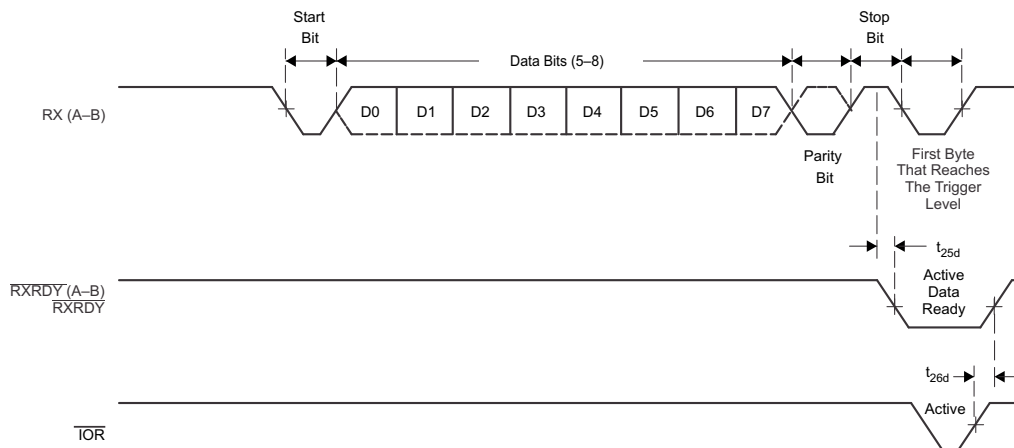 Start
Bit
Stop
Bit
Data Bits (5–8)
RX (A–B)
D0 D1 D2 D3 D4 D5 D6 D7
Parity
Bit
First Byte
That Reaches
The Trigger
Level
t25d
RXRDY (A–B)
RXRDY
Active
Data
Ready
t26d
Active
IOR